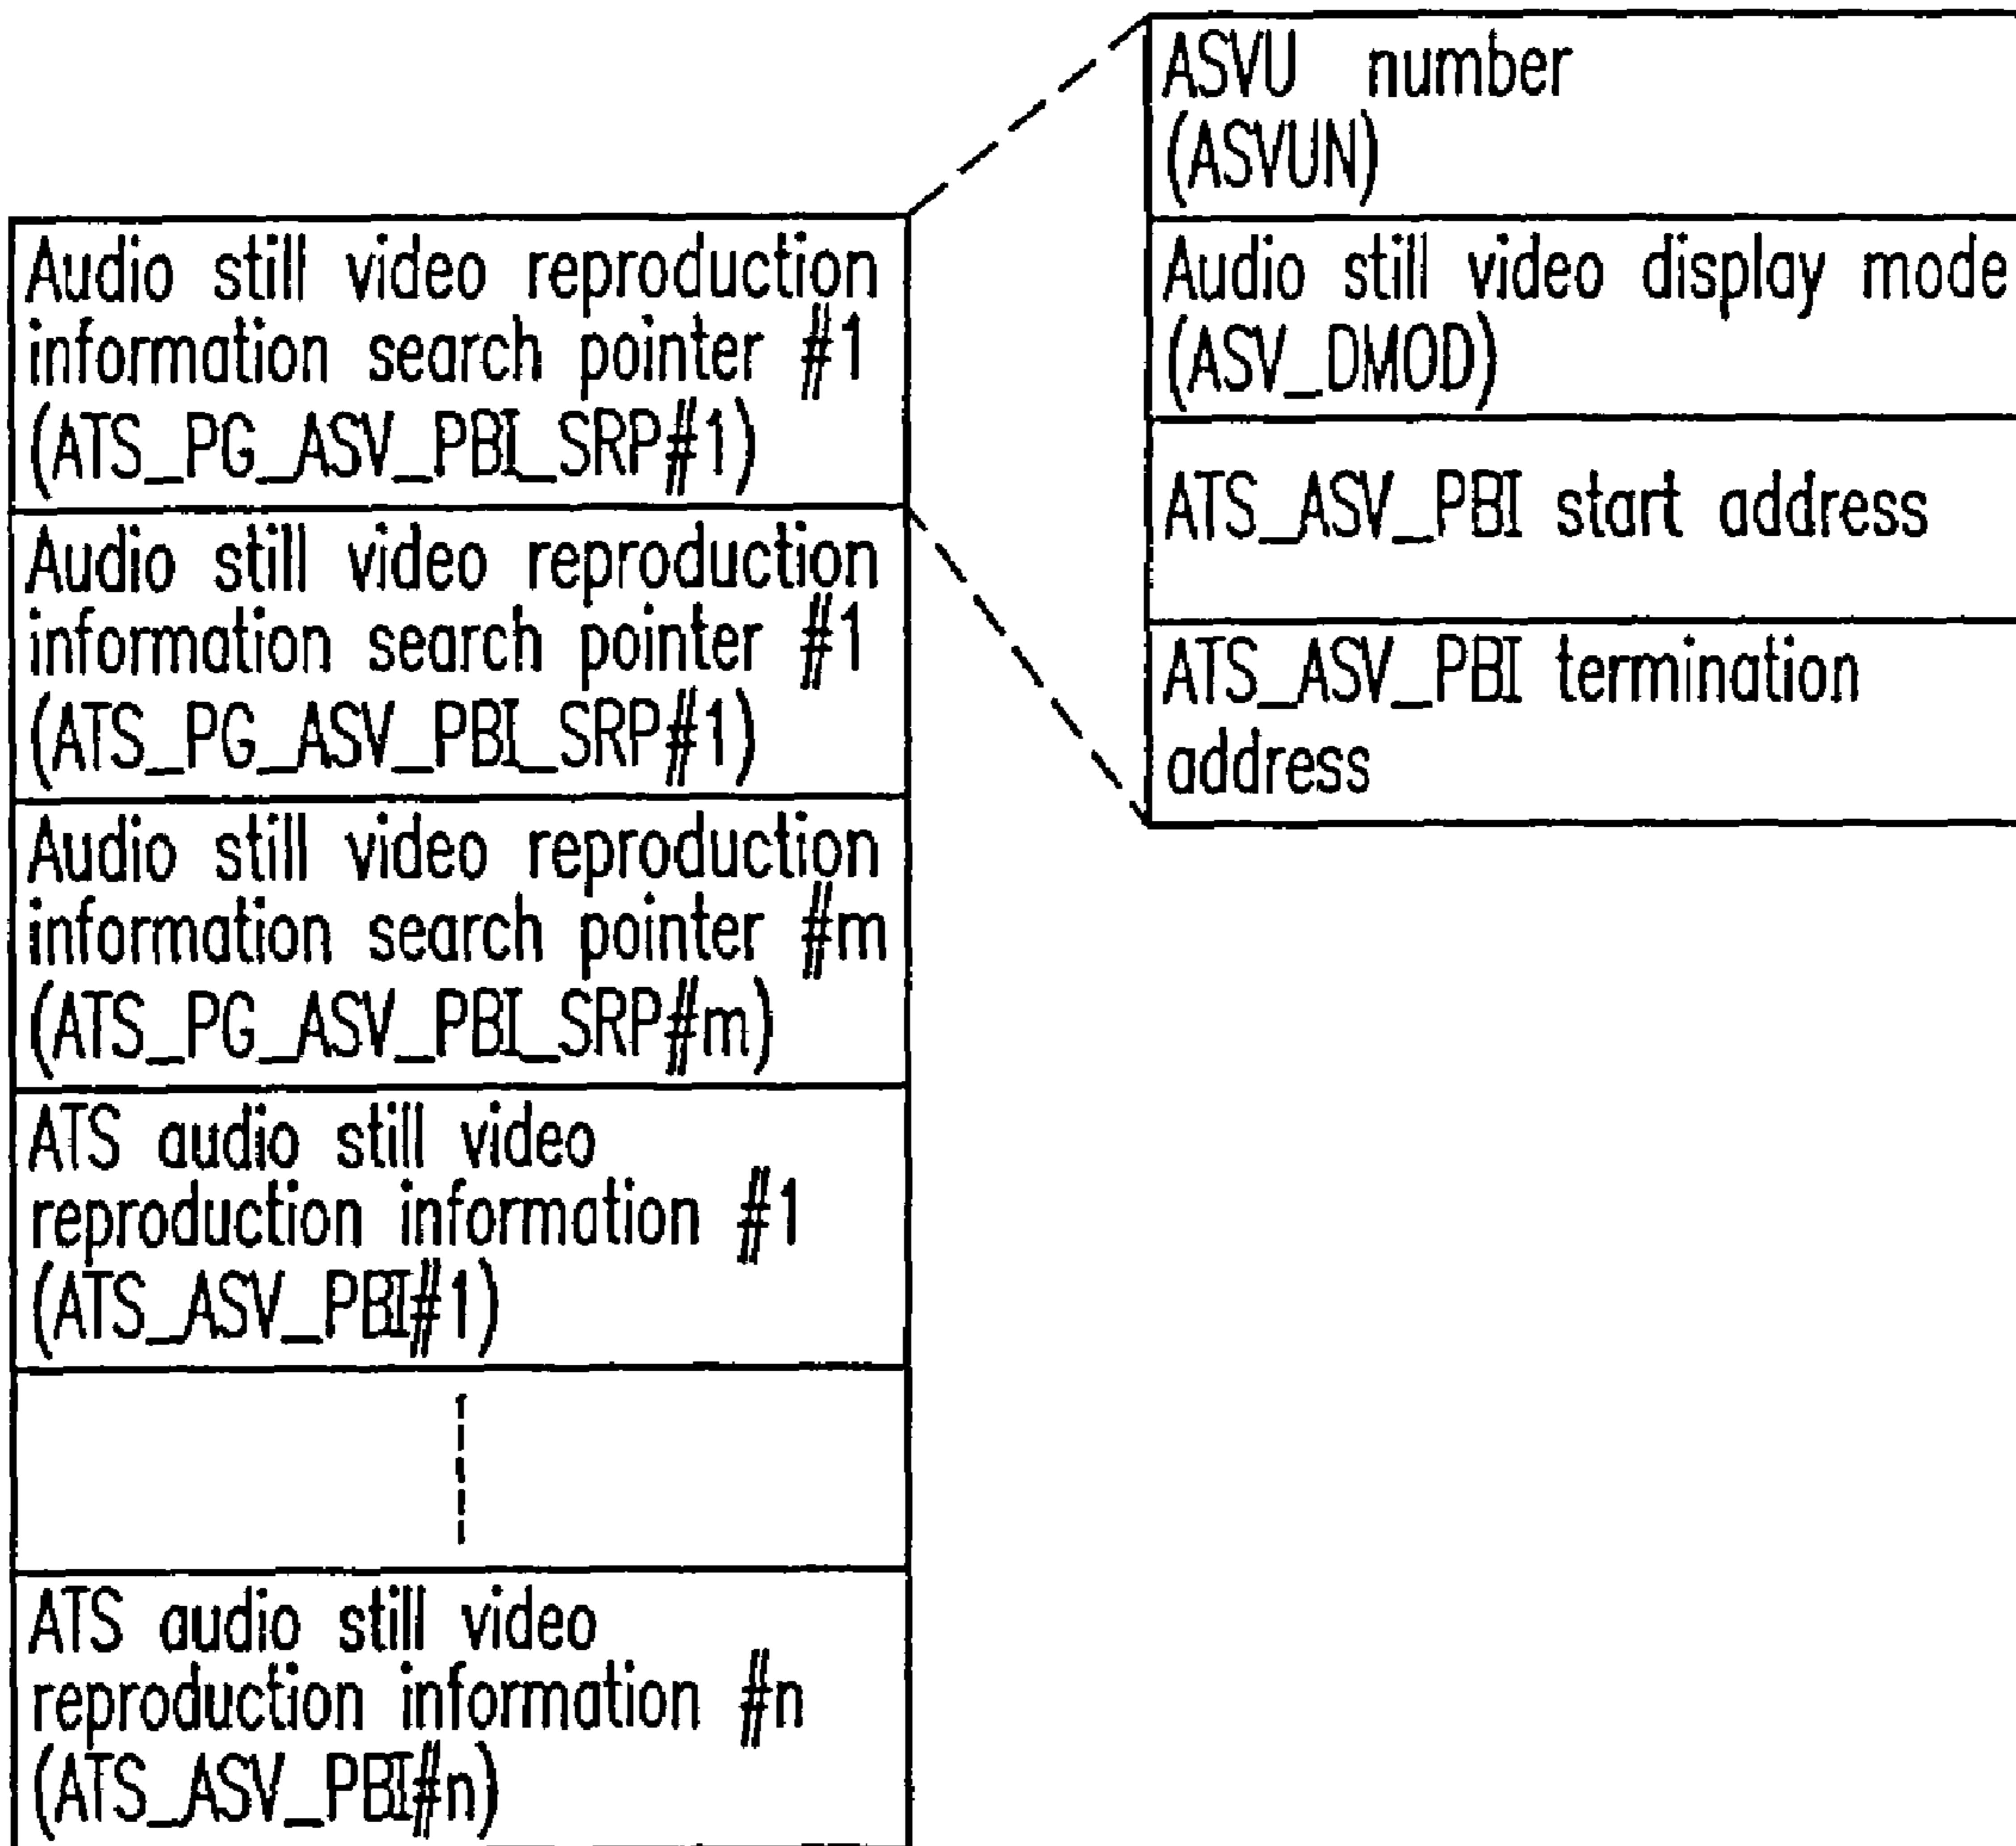 Audio still video reproduction
information search pointer #1
(ATS_PG_ASV_PBI_SRP#1)
Audio still video reproduction
information search pointer #1
(ATS_PG_ASV_PBI_SRP#1)
Audio still video reproduction
information search pointer #m
(ATS_PG_ASV_PBI_SRP#m)
ATS audio still video
reproduction information #1
(ATS_ASV_PBI#1)
ATS audio still video
reproduction information #n
(ATS_ASV_PBI#n)
ASVU number
(ASVUN)
Audio still video display mode
(ASV_DMOD)
ATS_ASV_PBI start address
ATS_ASV_PBI termination
address